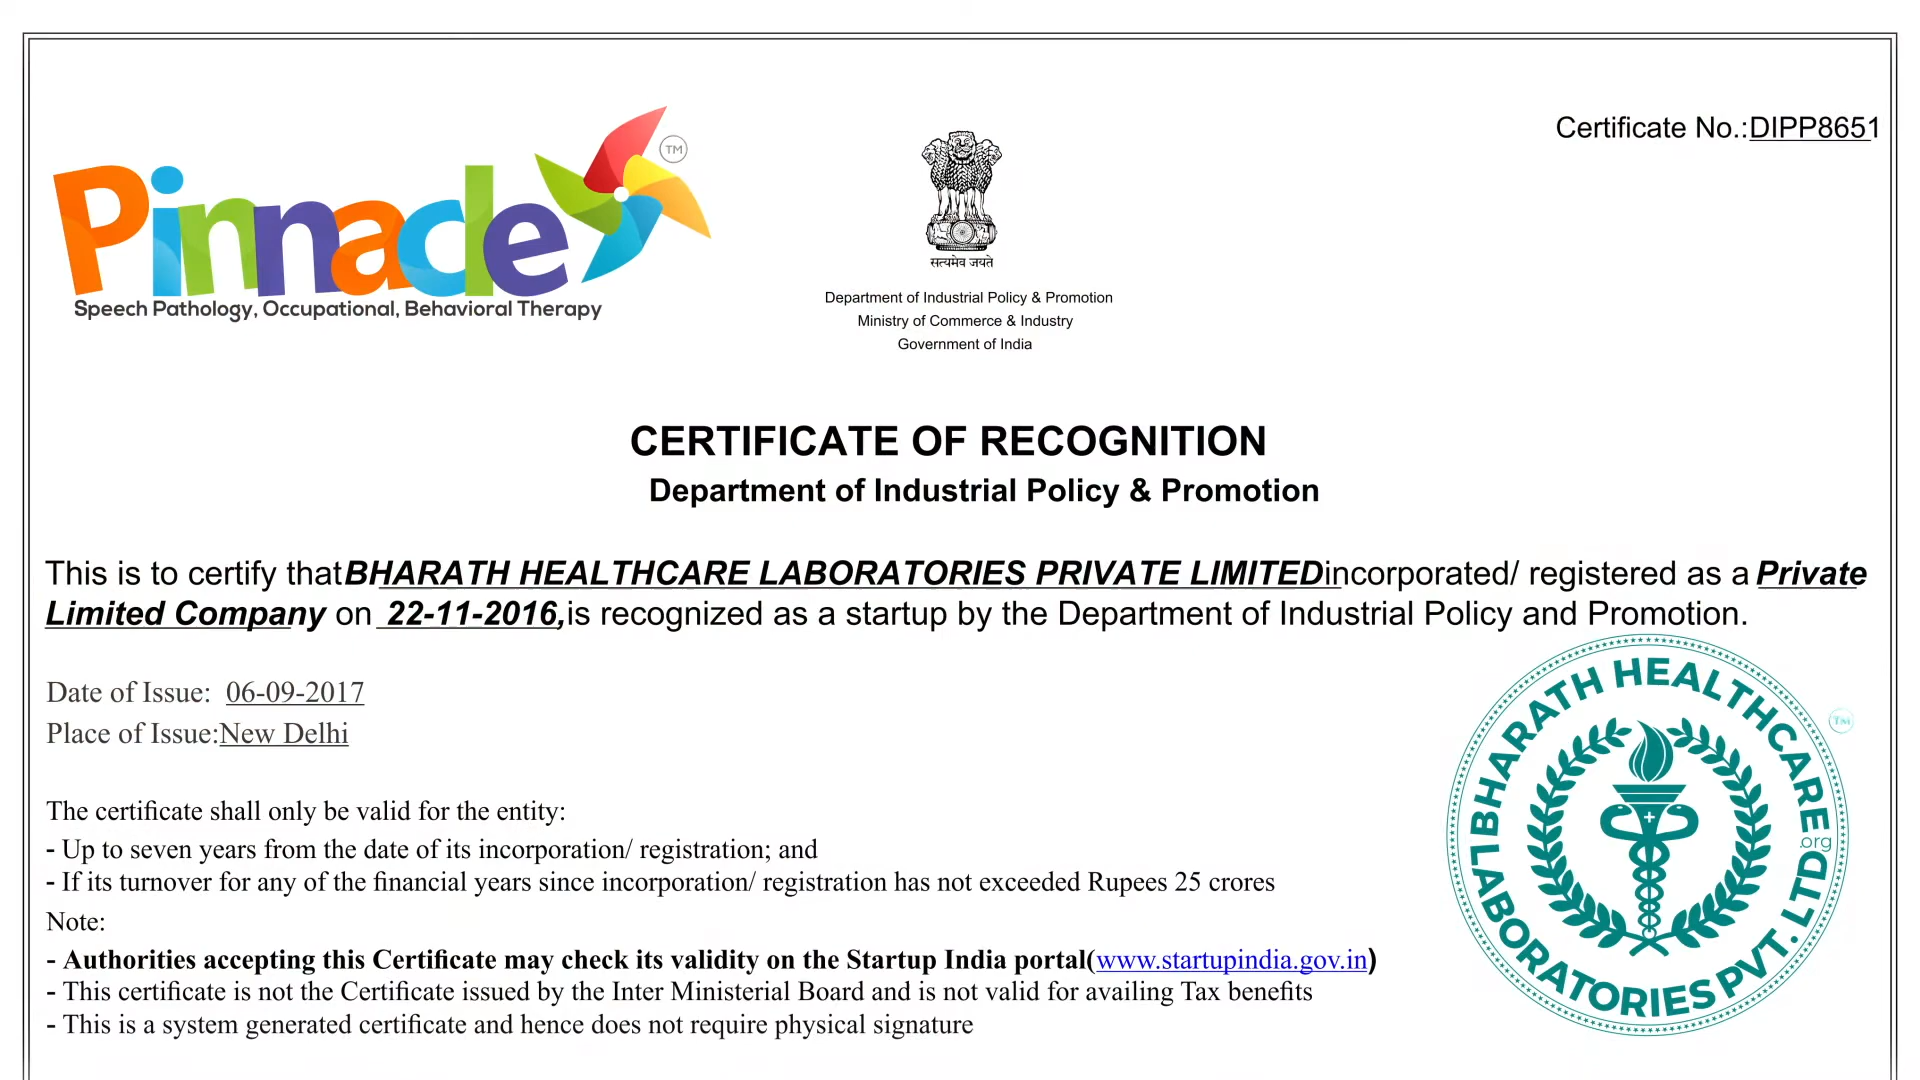 Certificate No.:DIPP8651
Pinnacle
TM
Speech Pathology, Occupational, Behavioral Therapy
सत्यमेव जयते
Department of Industrial Policy & Promotion
Ministry of Commerce & Industry
Government of India
CERTIFICATE OF RECOGNITION
Department of Industrial Policy & Promotion
This is to certify that BHARATH HEALTHCARE LABORATORIES PRIVATE LIMITED incorporated/ registered as a Private
Limited Company on 22-11-2016, is recognized as a startup by the Department of Industrial Policy and Promotion.
Date of Issue: 06-09-2017
Place of Issue:New Delhi
The certificate shall only be valid for the entity:
- Up to seven years from the date of its incorporation/ registration; and
- If its turnover for any of the financial years since incorporation/ registration has not exceeded Rupees 25 crores
Note:
- Authorities accepting this Certificate may check its validity on the Startup India portal(www.startupindia.gov.in)
- This certificate is not the Certificate issued by the Inter Ministerial Board and is not valid for availing Tax benefits
- This is a system generated certificate and hence does not require physical signature
BHARATH HEALTHCARE
.org
LABORATORIES PVT. LTD
TM